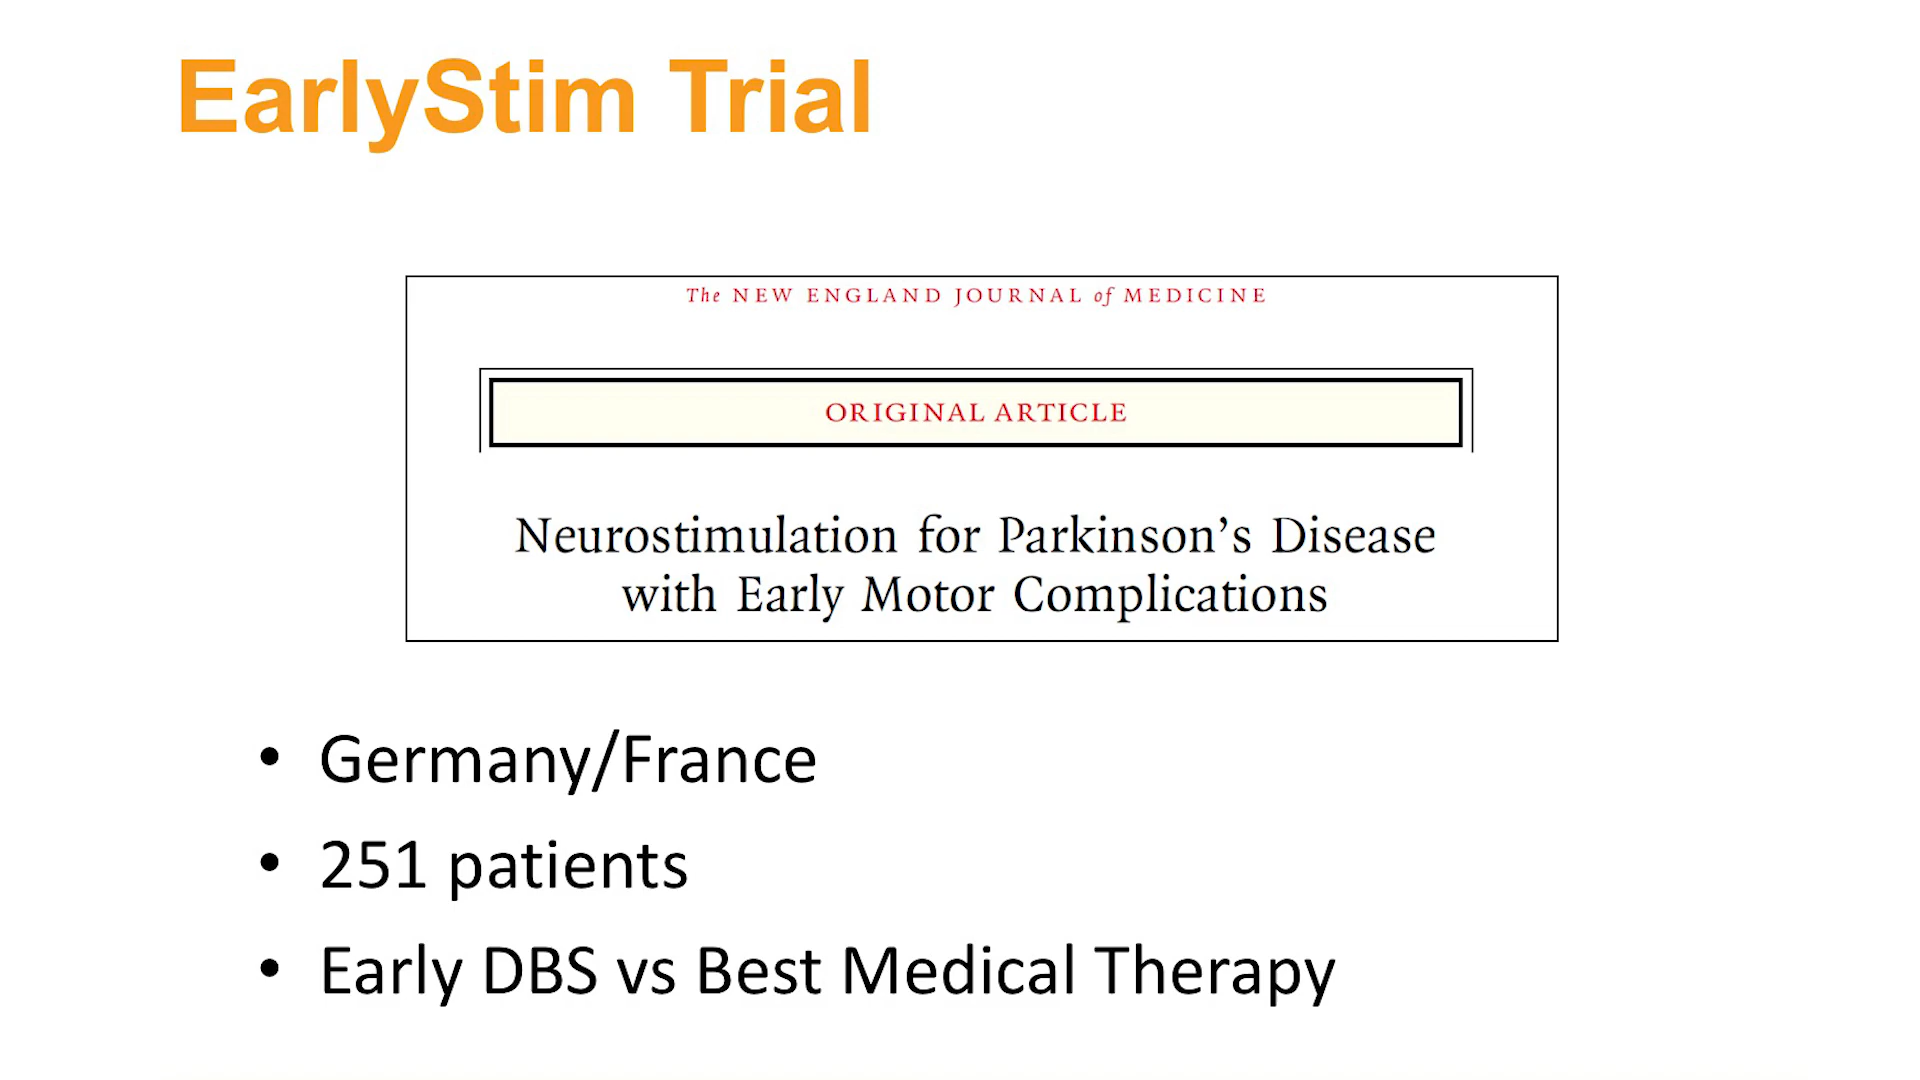 EarlyStim Trial
The NEW ENGLAND JOURNAL of MEDICINE
ORIGINAL ARTICLE
Neurostimulation for Parkinson’s Disease
with Early Motor Complications
• Germany/France
• 251 patients
• Early DBS vs Best Medical Therapy